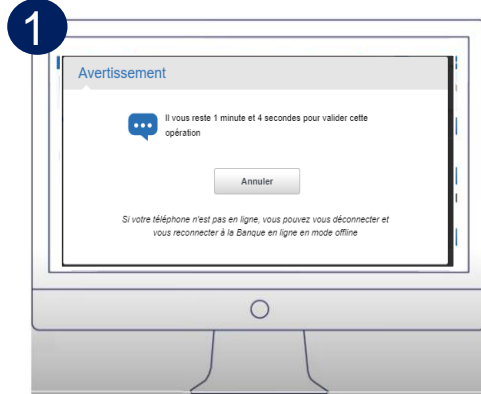 1
Avertissement
Il vous reste 1 minute et 4 secondes pour valider cette
opération
Annuler
Si votre téléphone n'est pas en ligne, vous pouvez vous déconnecter et
vous reconnecter à la Banque en ligne en mode offline